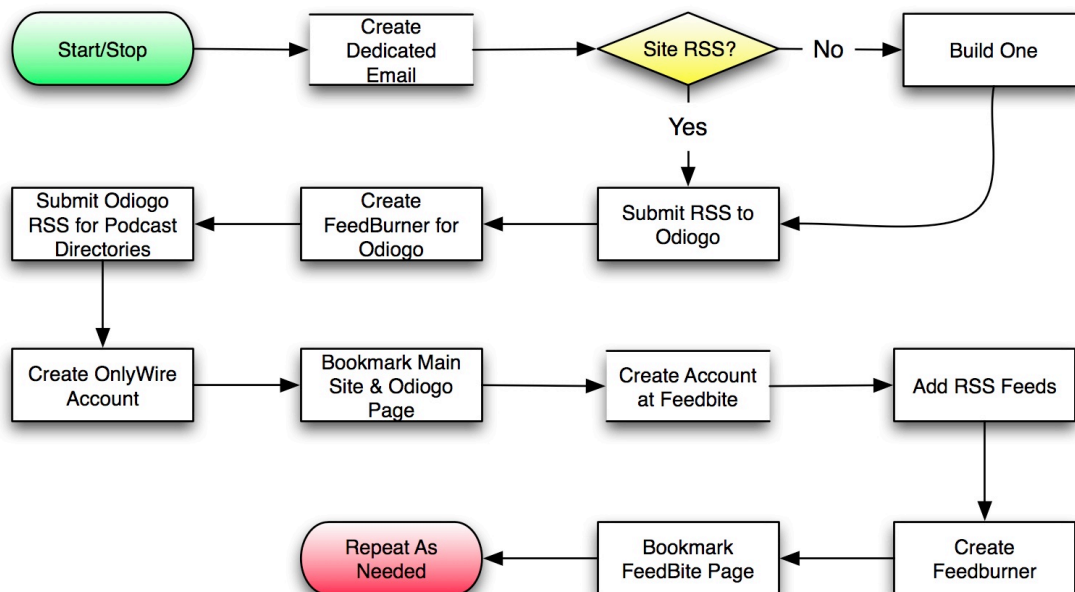 Start/Stop
Create
Dedicated
Email
Site RSS?
No
Build One
Yes
Submit Odiogo
RSS for Podcast
Directories
Create
FeedBurner for
Odiogo
Submit RSS to
Odiogo
Create OnlyWire
Account
Bookmark Main
Site & Odiogo
Page
Create Account
at Feedbite
Add RSS Feeds
Repeat As
Needed
Bookmark
FeedBite Page
Create
Feedburner